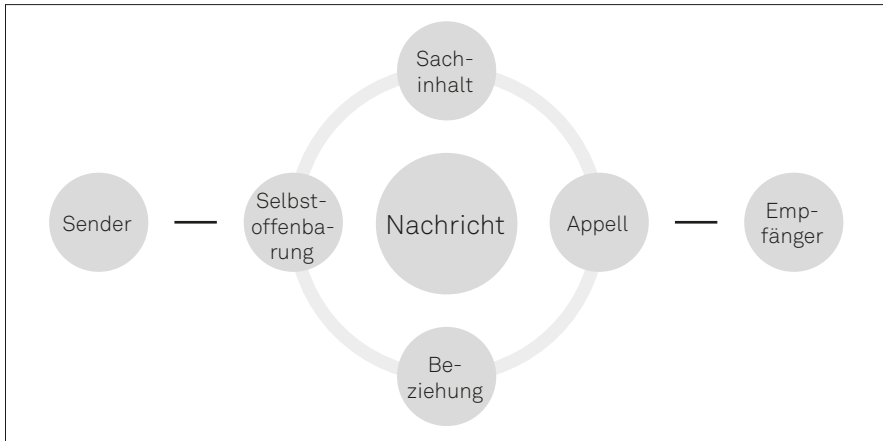 Sach-
inhalt
Sender
Selbst-
offenba-
rung
Nachricht
Appell
Emp-
fänger
Be-
ziehung